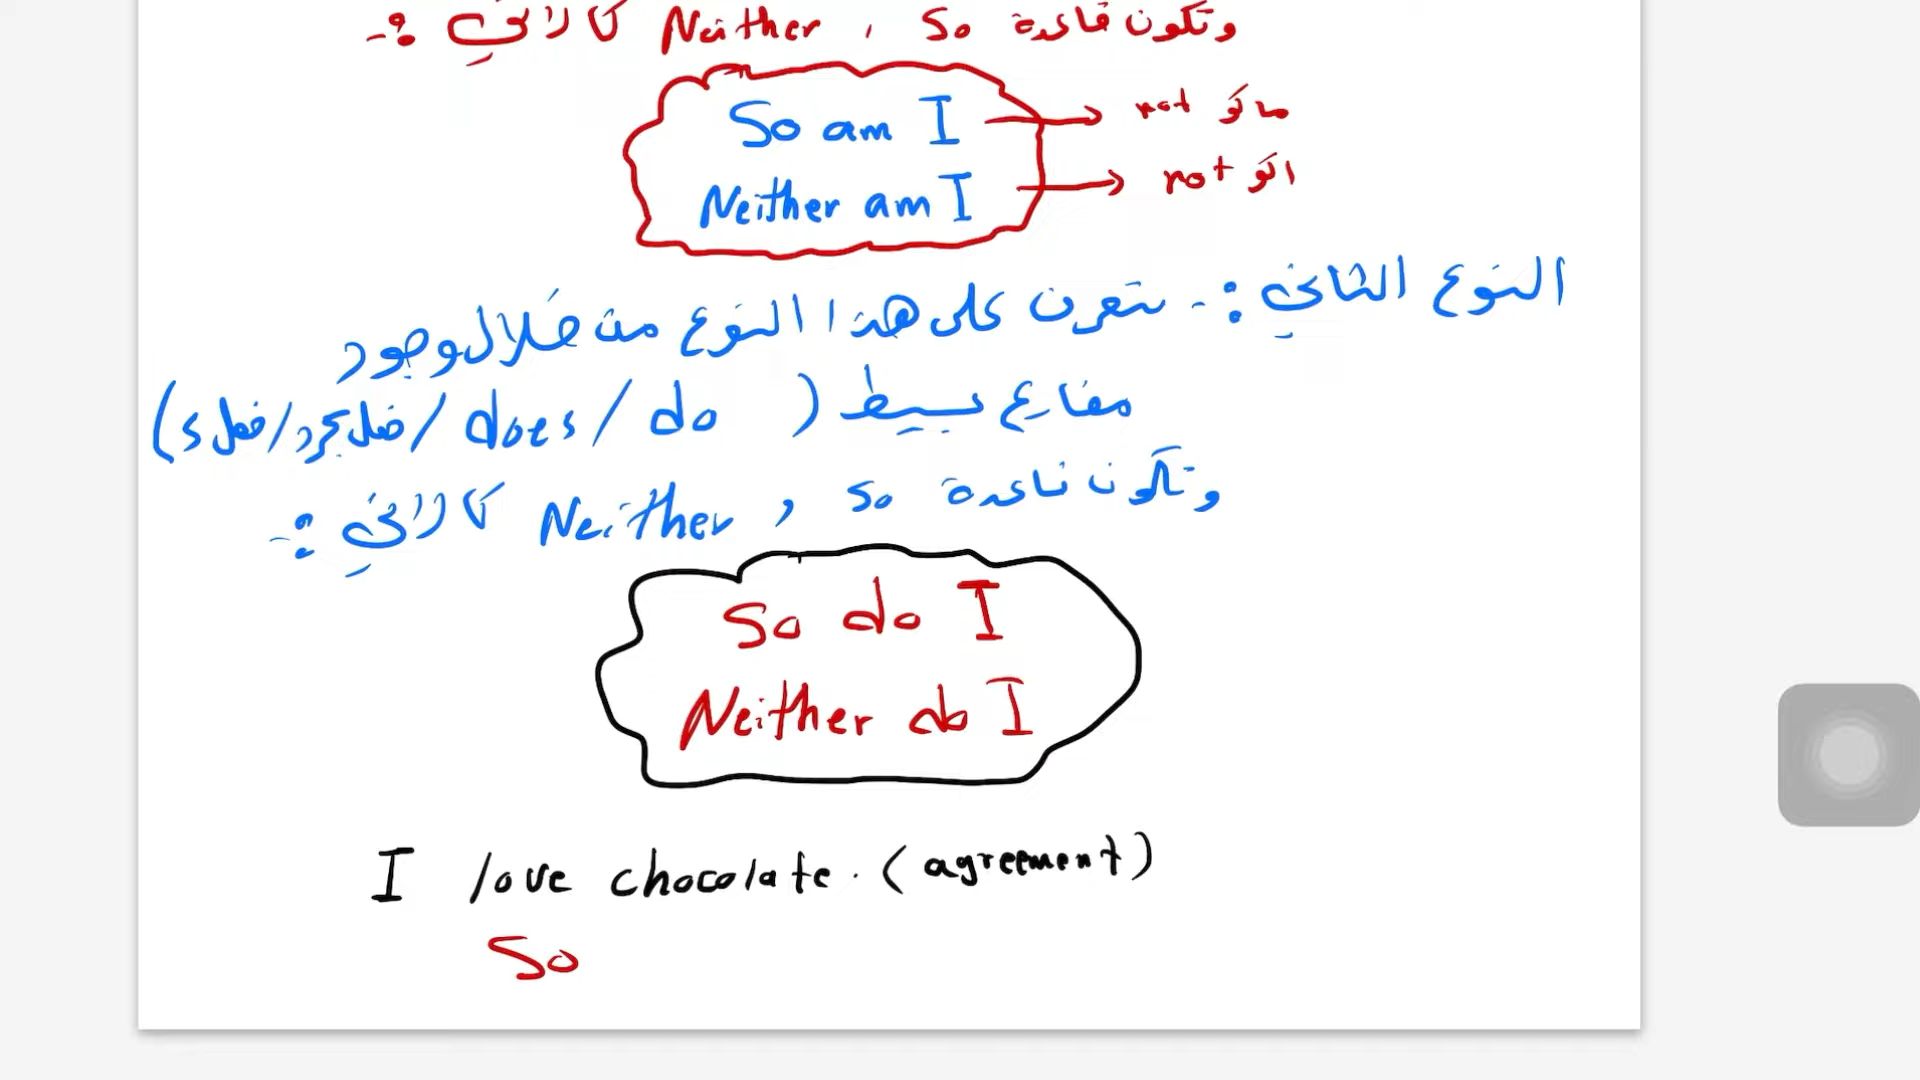 وتكون قاعدة So , Neither كالاتي :-
So am I → not ماكو
Neither am I → not اكو
النوع الثاني :- نتعرف على هذا النوع من خلال وجود
مضارع بسيط ( do / does / فعل مجرد / فعل s)
وتكون قاعدة So , Neither كالاتي :-
So do I
Neither do I
I love chocolate. (agreement)
So